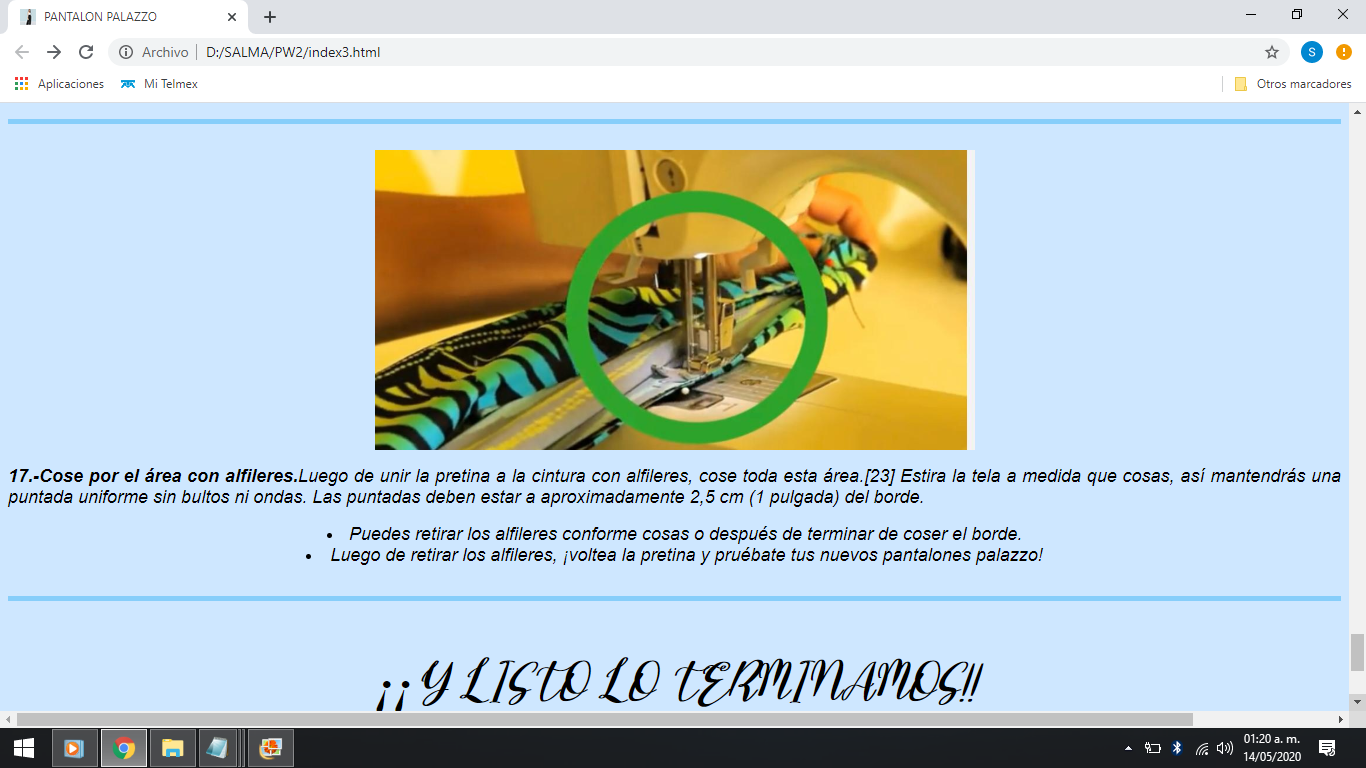 PANTALON PALAZZO
Archivo
D:/SALMA/PW2/index3.html
S
Aplicaciones
Mi Telmex
Otros marcadores
17.-Cose por el área con alfileres.Luego de unir la pretina a la cintura con alfileres, cose toda esta área.[23] Estira la tela a medida que cosas, así mantendrás una
puntada uniforme sin bultos ni ondas. Las puntadas deben estar a aproximadamente 2,5 cm (1 pulgada) del borde.
• Puedes retirar los alfileres conforme cosas o después de terminar de coser el borde.
• Luego de retirar los alfileres, ¡voltea la pretina y pruébate tus nuevos pantalones palazzo!
¡¡Y LISTO LO TERMINAMOS!!
01:20 a. m.
14/05/2020